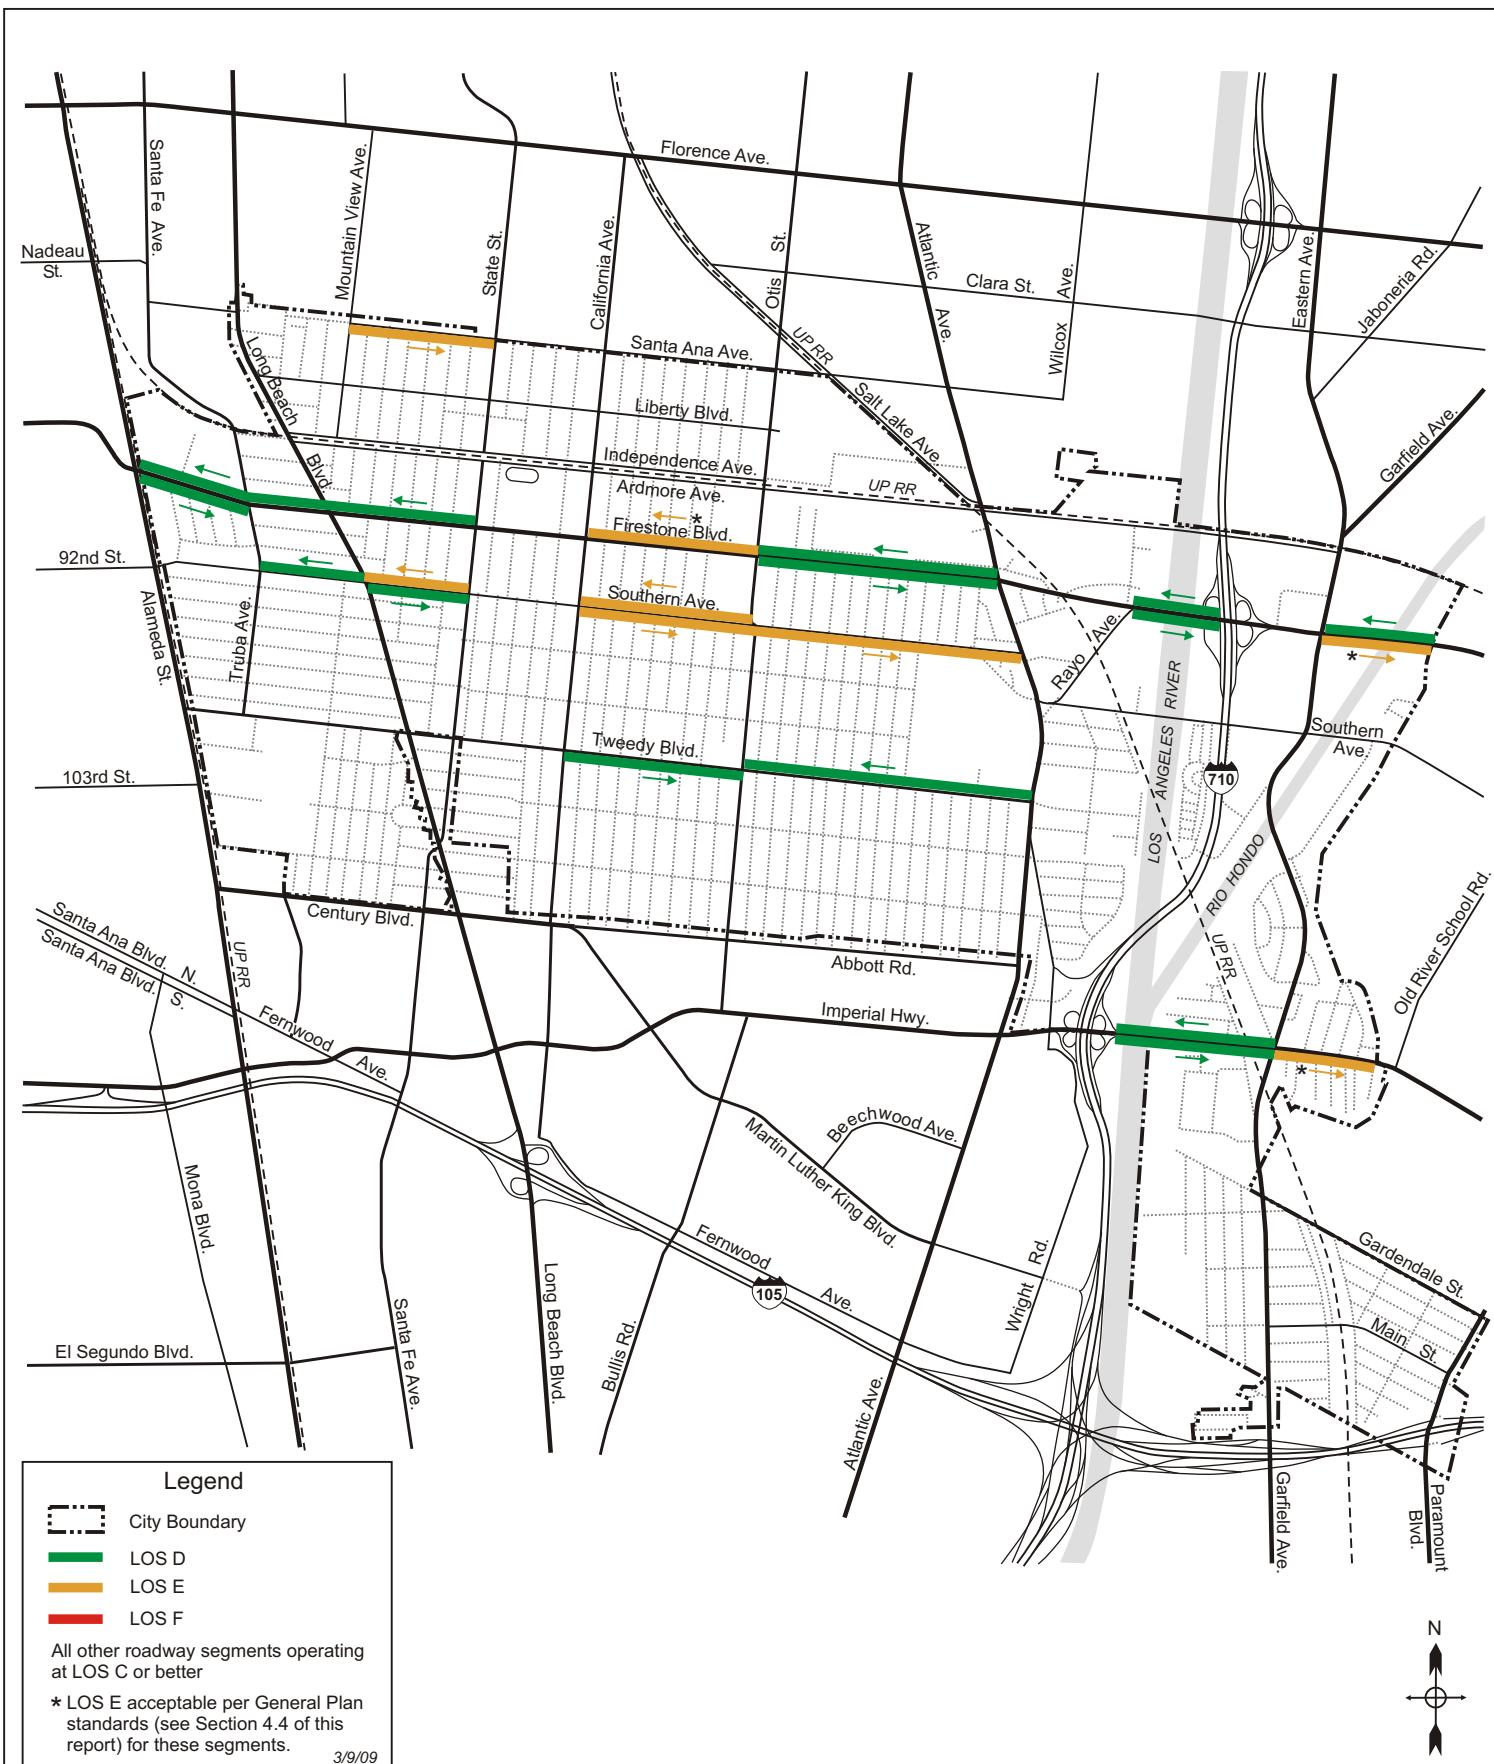 Florence Ave.
Santa Fe Ave.
Mountain View Ave.
State St.
California Ave.
Otis St.
Atlantic Ave.
Wilcox Ave.
Clara St.
Eastern Ave.
Jaboneria Rd.
Garfield Ave.
Nadeau
St.
Long Beach Blvd.
Santa Ana Ave.
UP RR
Salt Lake Ave.
Liberty Blvd.
Independence Ave.
Ardmore Ave.
UP RR
*
Firestone Blvd.
92nd St.
Alameda St.
Truba Ave.
Southern Ave.
Rayo Ave.
*
Southern
Ave.
LOS ANGELES RIVER
710
RIO HONDO
UP RR
Tweedy Blvd.
103rd St.
Old River School Rd.
Century Blvd.
Abbott Rd.
Santa Ana Blvd. N.
Santa Ana Blvd. S.
UP RR
Fernwood Ave.
Imperial Hwy.
*
Beechwood Ave.
Martin Luther King Blvd.
Mona Blvd.
Fernwood Ave.
105
Wright Rd.
Gardendale St.
Main St.
El Segundo Blvd.
Santa Fe Ave.
Long Beach Blvd.
Bullis Rd.
Atlantic Ave.
Garfield Ave.
Paramount
Blvd.
Legend
City Boundary
LOS D
LOS E
LOS F
All other roadway segments operating
at LOS C or better
* LOS E acceptable per General Plan
standards (see Section 4.4 of this
report) for these segments.
3/9/09
N